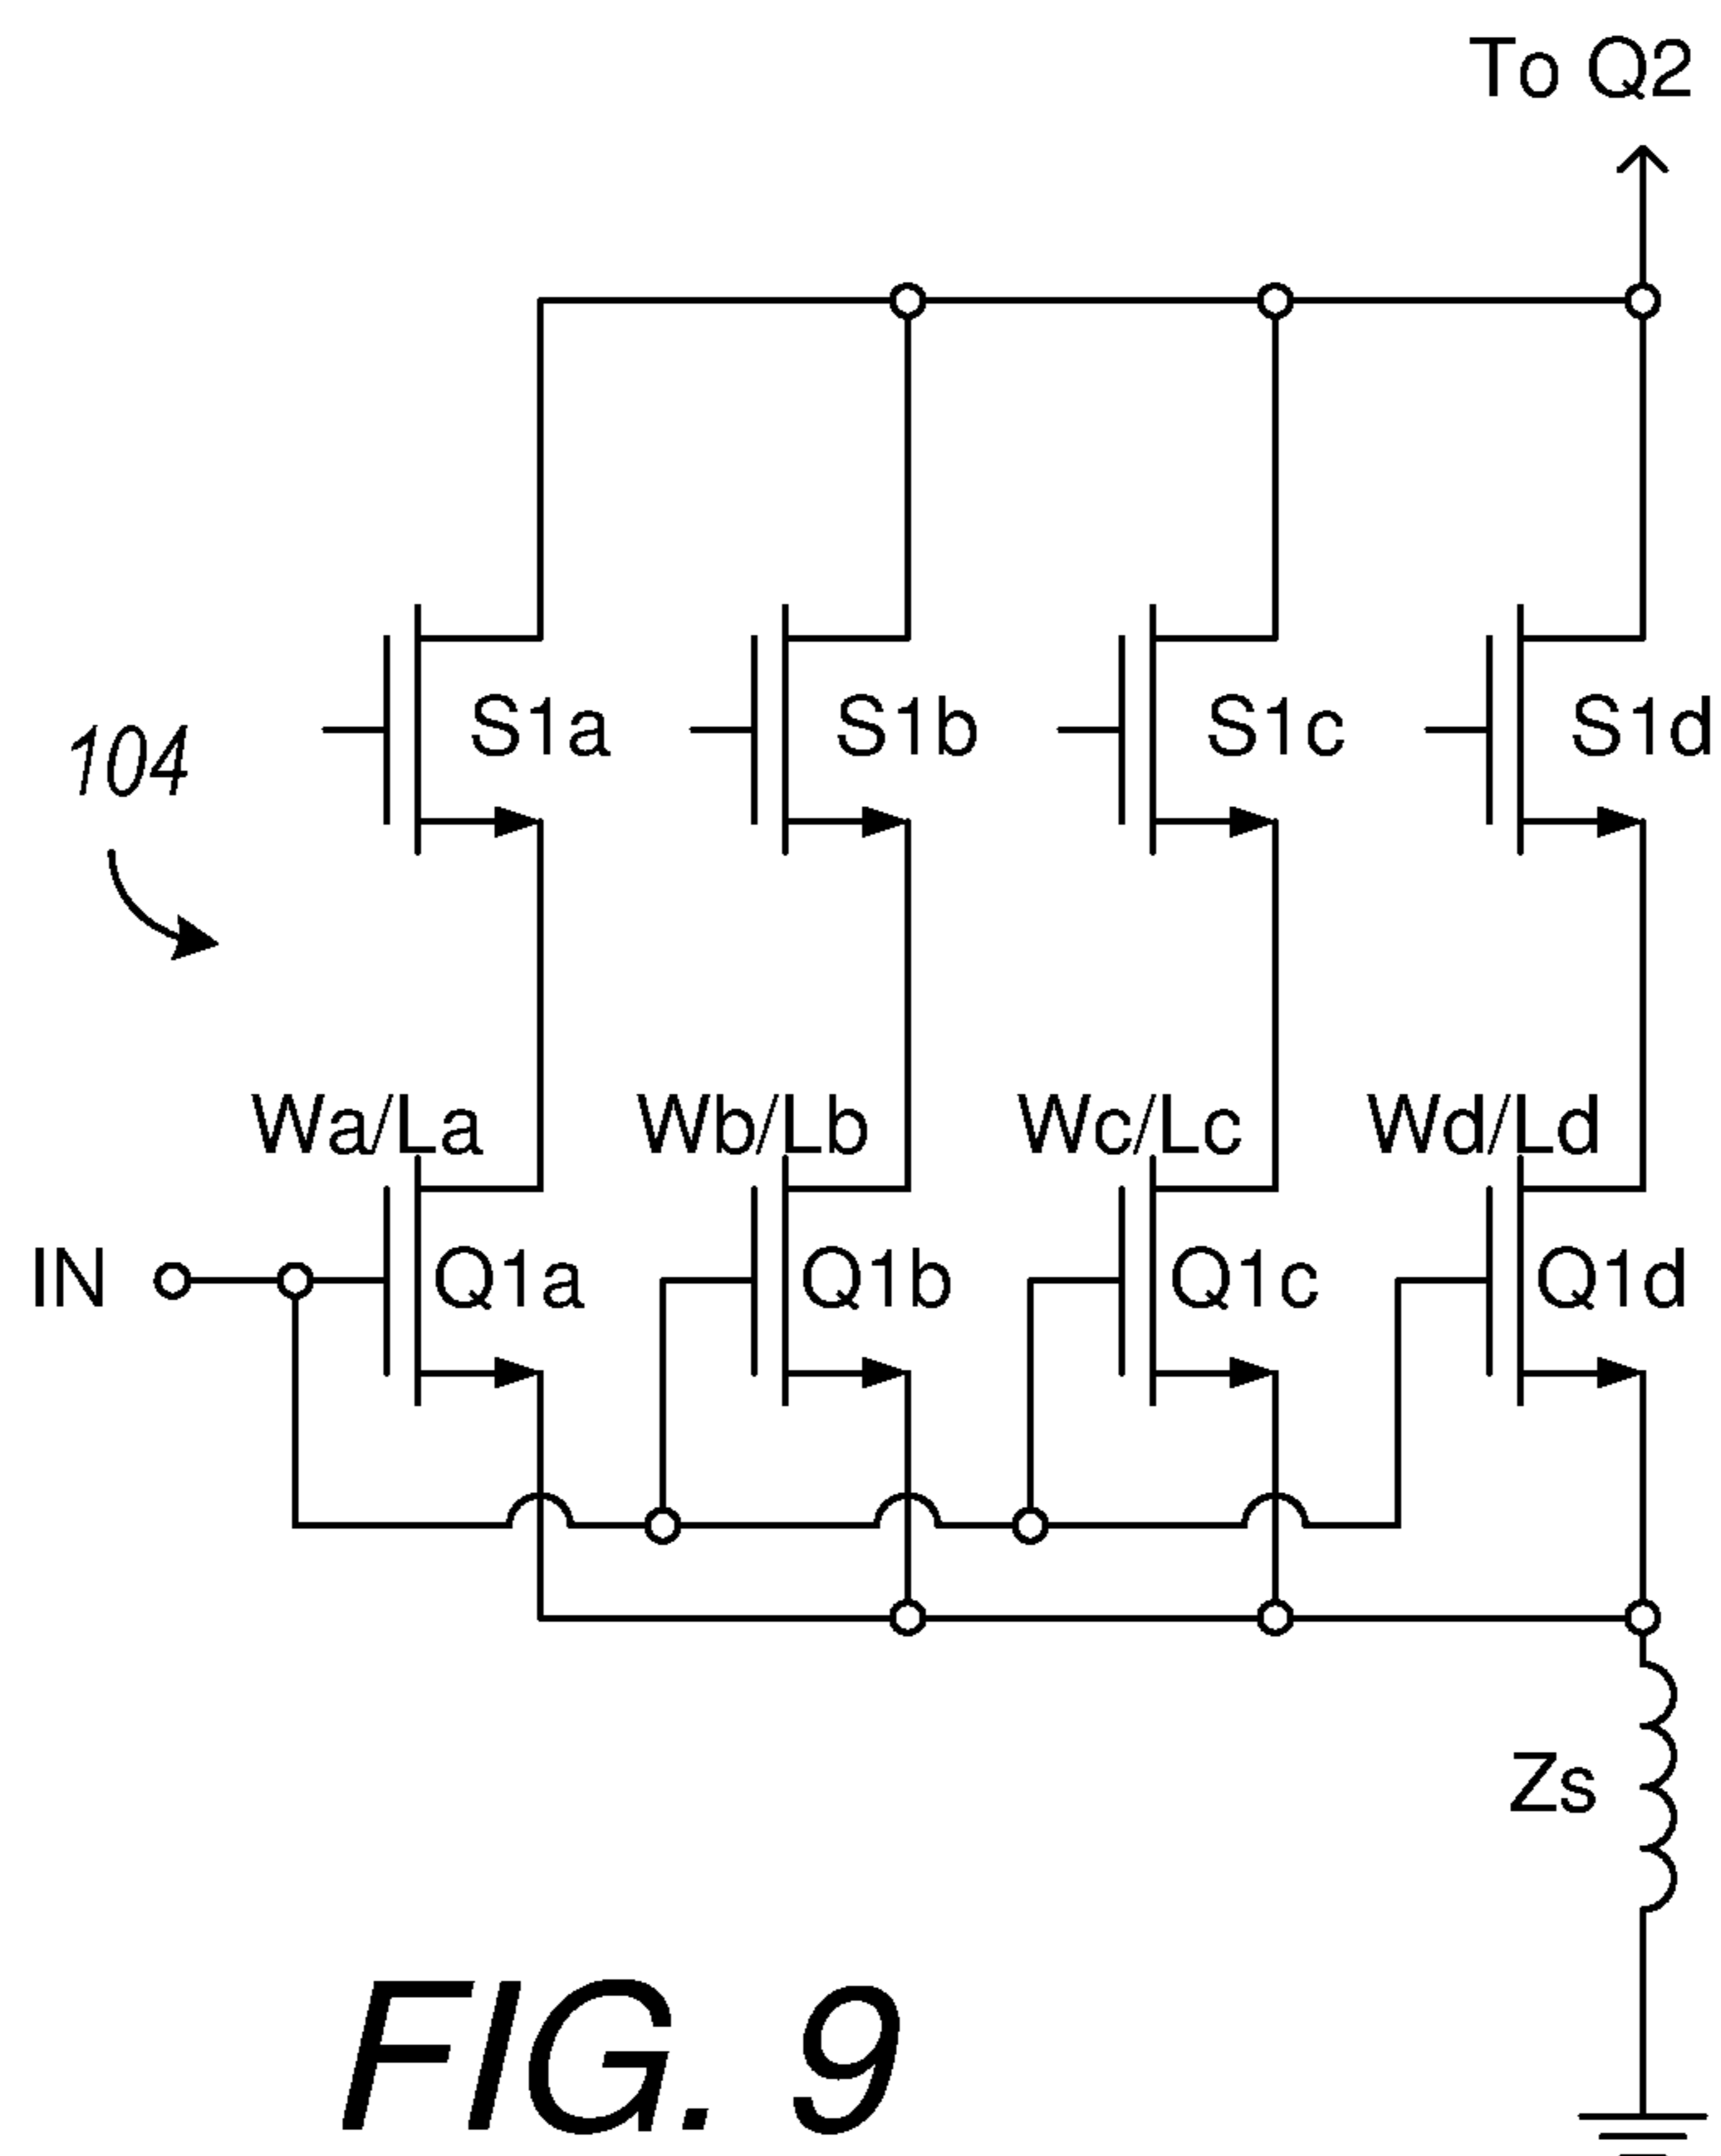 To Q2
S1a S1b S1c S1d
104
Wa/La Wb/Lb Wc/Lc Wd/Ld
IN Q1a Q1b Q1c Q1d
Zs
FIG. 9